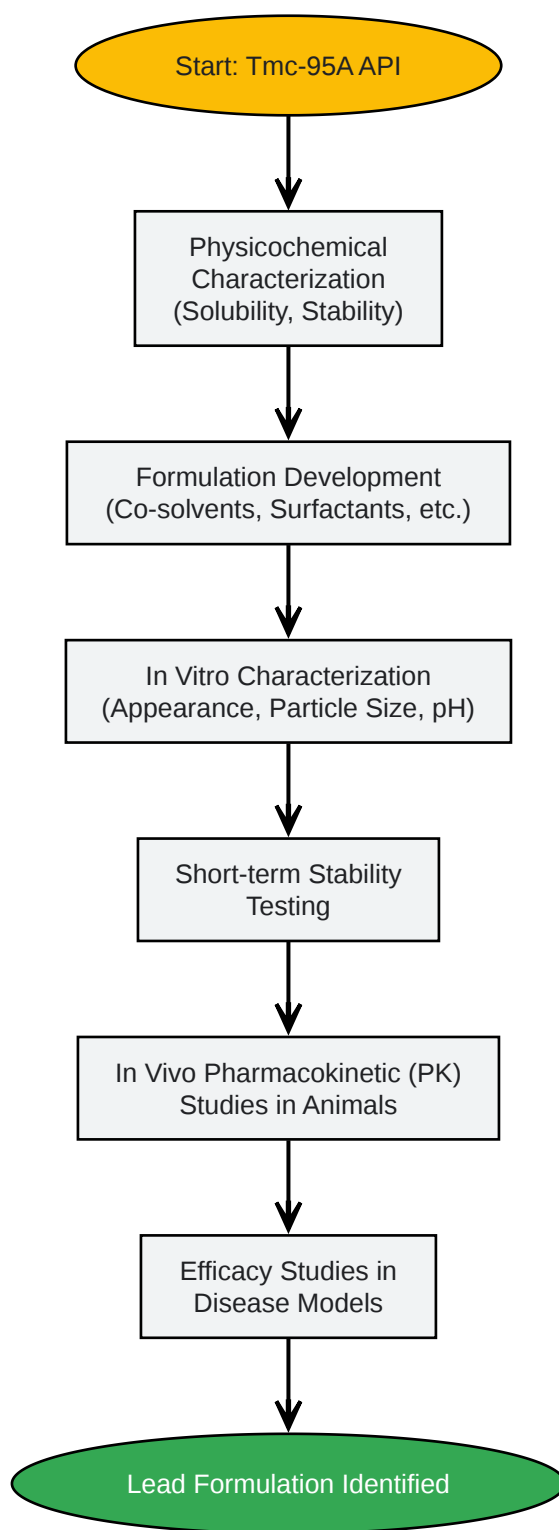 Start: Tmc-95A API
Physicochemical
Characterization
(Solubility, Stability)
Formulation Development
(Co-solvents, Surfactants, etc.)
In Vitro Characterization
(Appearance, Particle Size, pH)
Short-term Stability
Testing
In Vivo Pharmacokinetic (PK)
Studies in Animals
Efficacy Studies in
Disease Models
Lead Formulation Identified